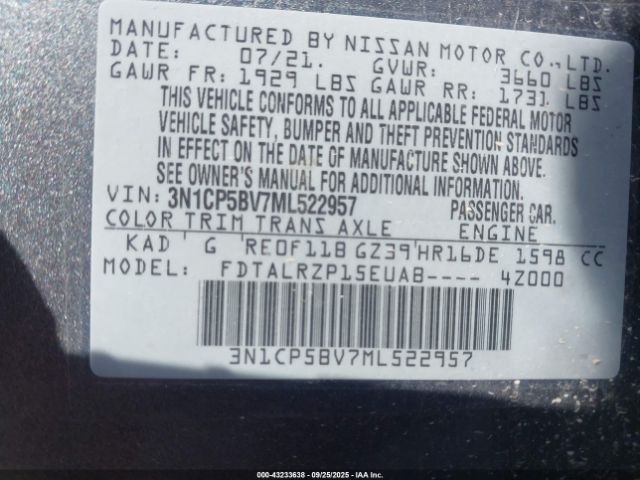 MANUFACTURED BY NISSAN MOTOR CO.,LTD.
DATE: 07/21. GVWR: 3660 LBS
GAWR FR: 1929 LBS GAWR RR: 1731 LBS
THIS VEHICLE CONFORMS TO ALL APPLICABLE FEDERAL MOTOR
VEHICLE SAFETY, BUMPER AND THEFT PREVENTION STANDARDS
IN EFFECT ON THE DATE OF MANUFACTURE SHOWN ABOVE.
SEE OWNER'S MANUAL FOR ADDITIONAL INFORMATION.
VIN: 3N1CP5BV7ML522957 PASSENGER CAR.
COLOR TRIM TRANS AXLE ENGINE
KAD G RE0F11B GZ39 HR16DE 1598 CC
MODEL: FDTALRZP15EUAB---- 4Z000
3N1CP5BV7ML522957
000-43233638 - 09/25/2025 - IAA Inc.